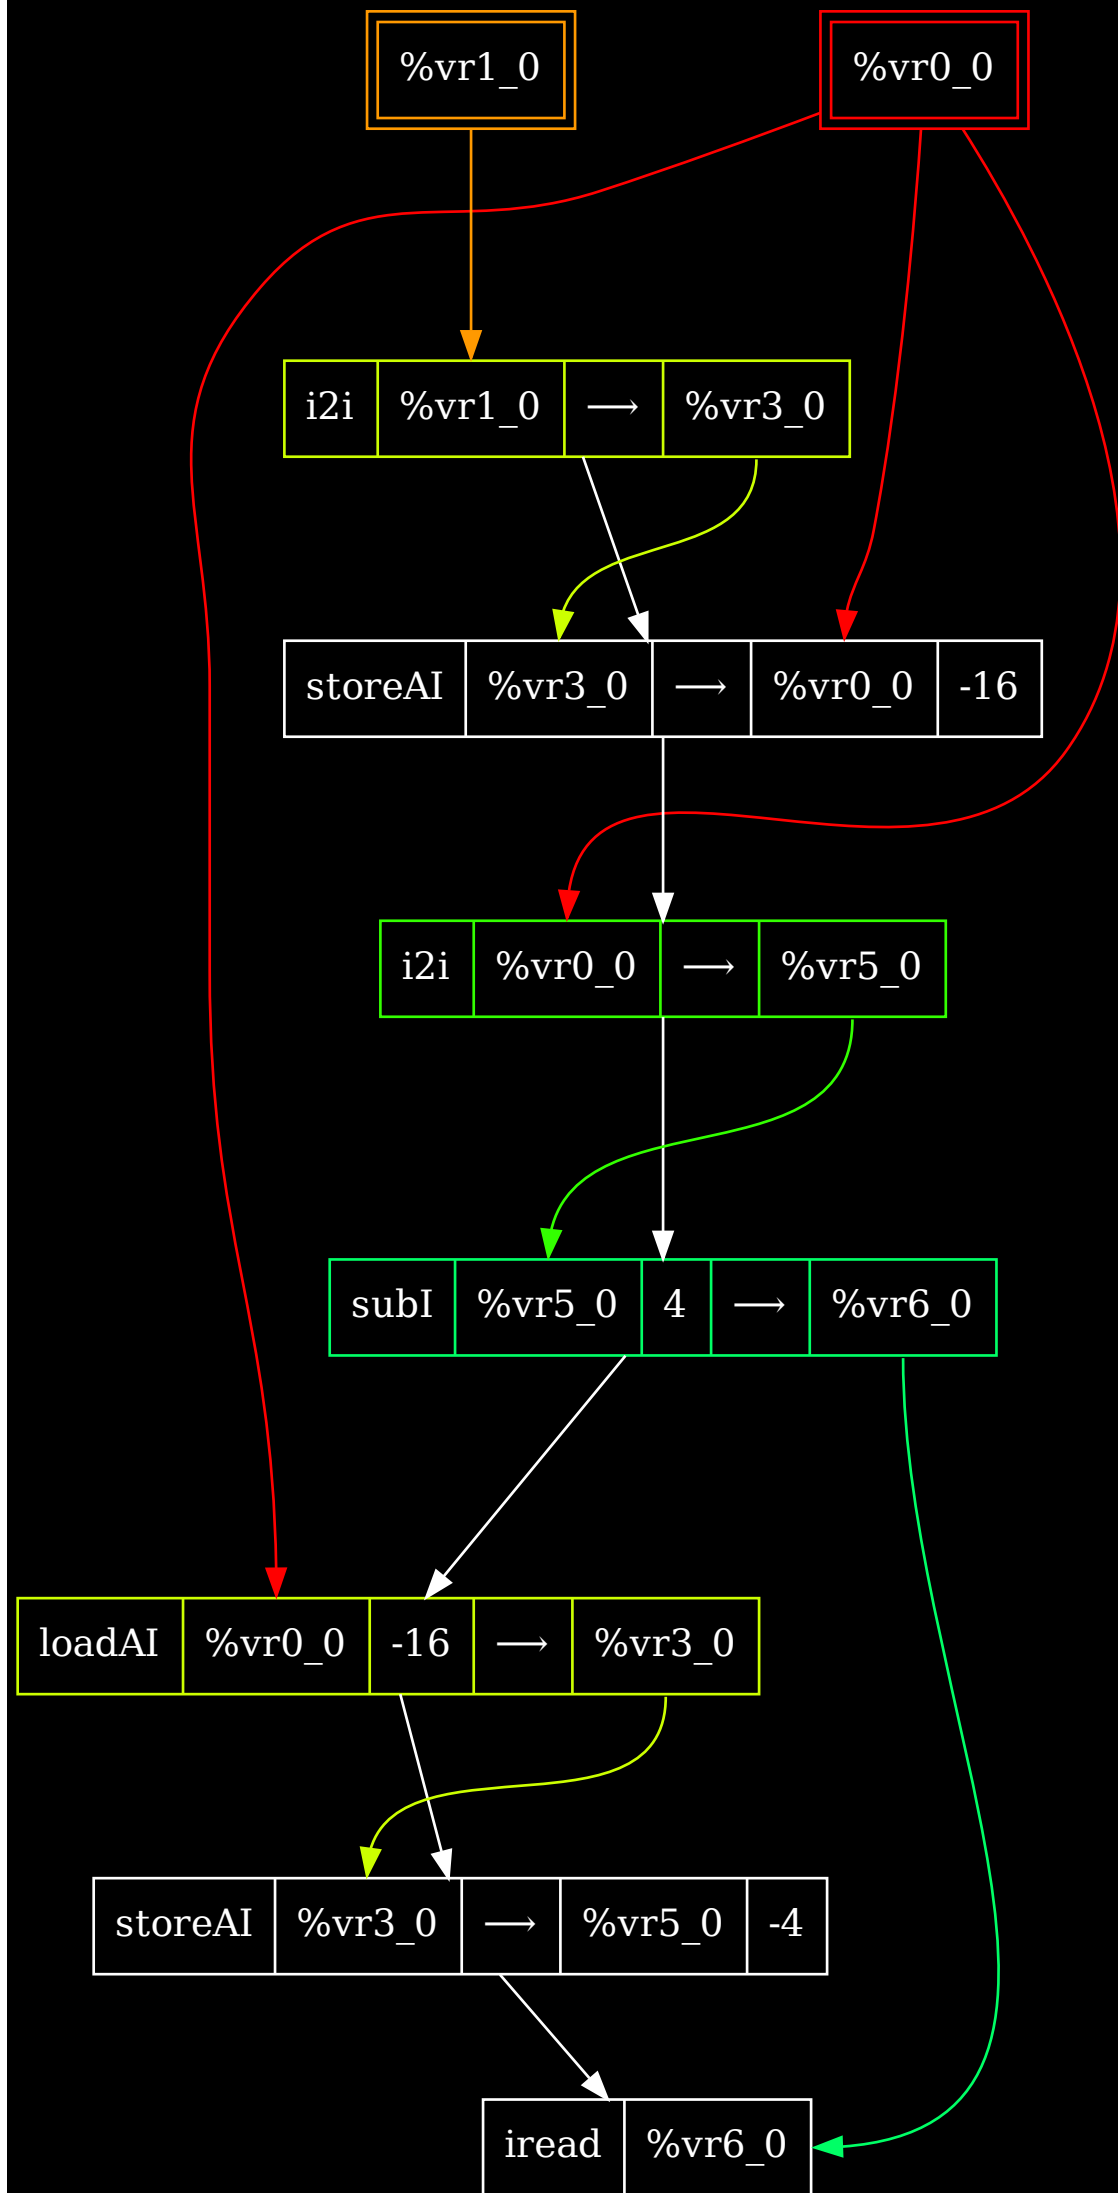 %vr1_0 %vr0_0
i2i %vr1_0 ⟶ %vr3_0
storeAI %vr3_0 ⟶ %vr0_0 -16
i2i %vr0_0 ⟶ %vr5_0
subI %vr5_0 4 ⟶ %vr6_0
loadAI %vr0_0 -16 ⟶ %vr3_0
storeAI %vr3_0 ⟶ %vr5_0 -4
iread %vr6_0